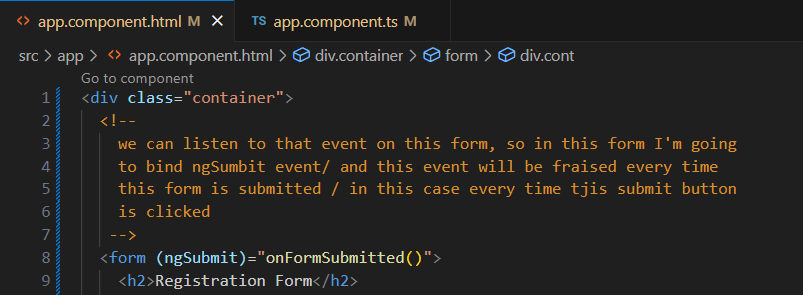 <> app.component.html M X TS app.component.ts M
src > app > <> app.component.html > div.container > form > div.cont
Go to component
1 <div class="container">
2 <!--
3 we can listen to that event on this form, so in this form I'm going
4 to bind ngSumbit event/ and this event will be fraised every time
5 this form is submitted / in this case every time tjis submit button
6 is clicked
7 -->
8 <form (ngSubmit)="onFormSubmitted()">
9 <h2>Registration Form</h2>